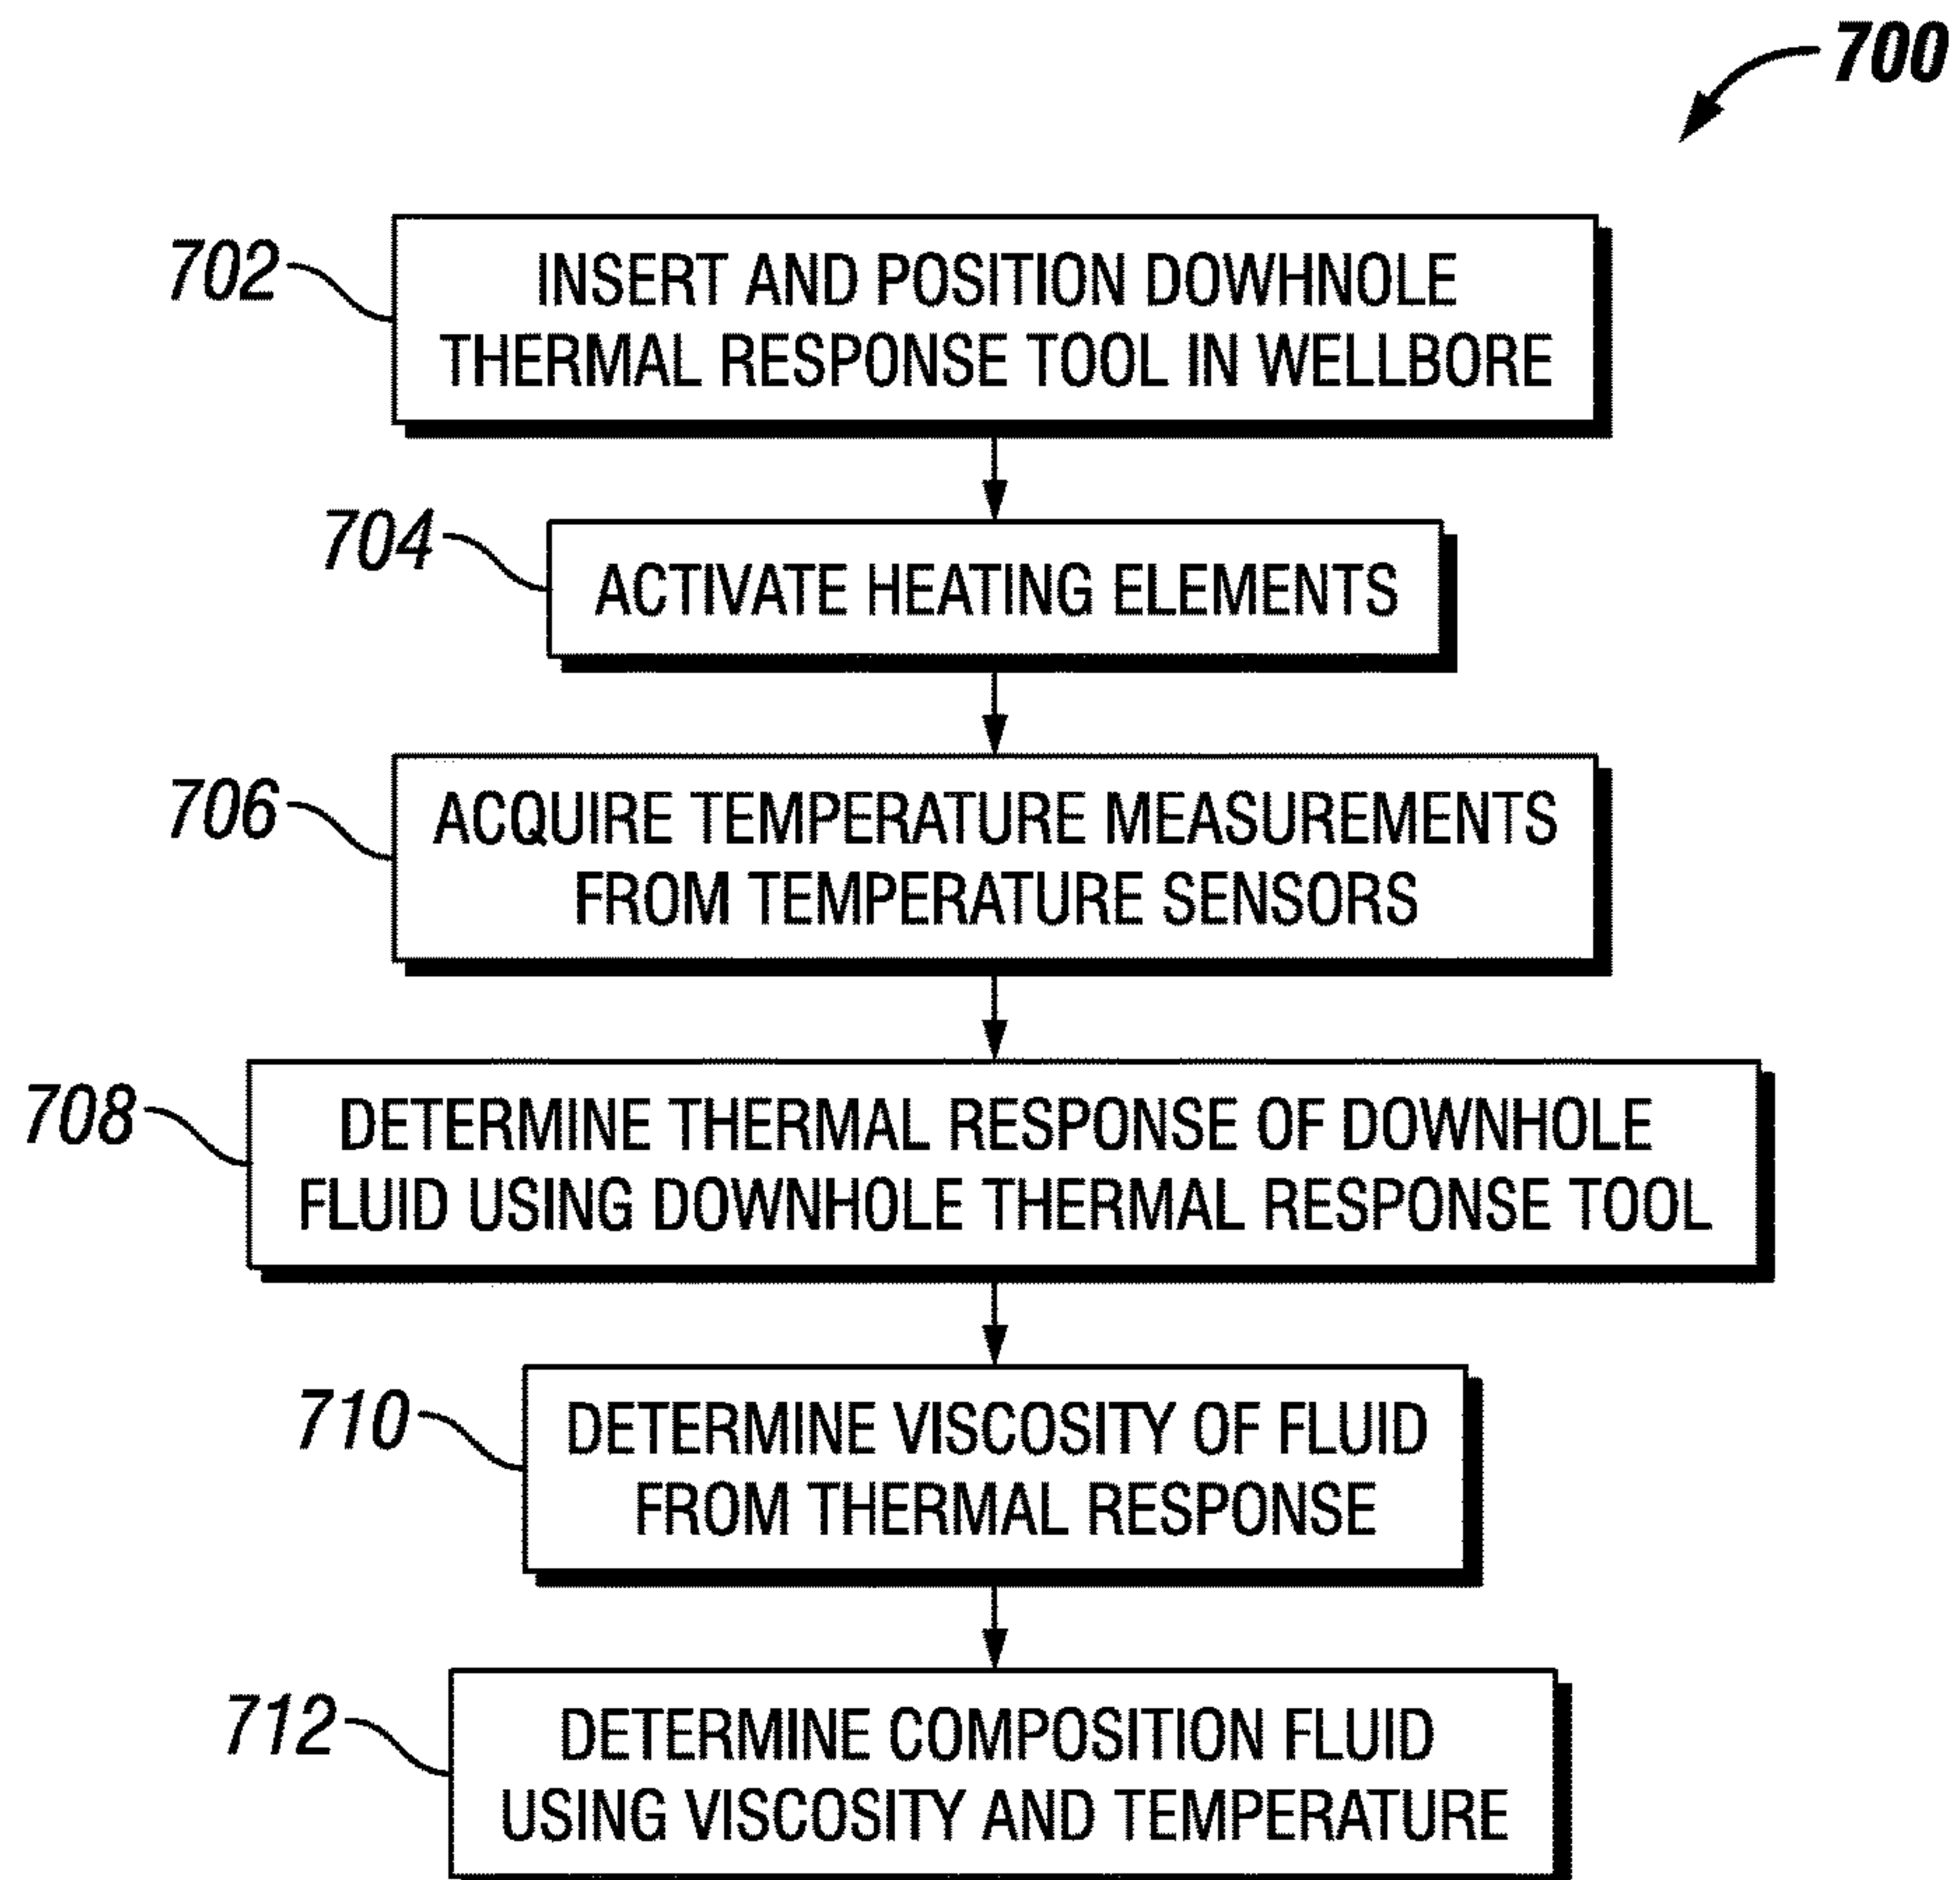 700
702
INSERT AND POSITION DOWHNOLE
THERMAL RESPONSE TOOL IN WELLBORE
704
ACTIVATE HEATING ELEMENTS
706
ACQUIRE TEMPERATURE MEASUREMENTS
FROM TEMPERATURE SENSORS
708
DETERMINE THERMAL RESPONSE OF DOWNHOLE
FLUID USING DOWNHOLE THERMAL RESPONSE TOOL
710
DETERMINE VISCOSITY OF FLUID
FROM THERMAL RESPONSE
712
DETERMINE COMPOSITION FLUID
USING VISCOSITY AND TEMPERATURE